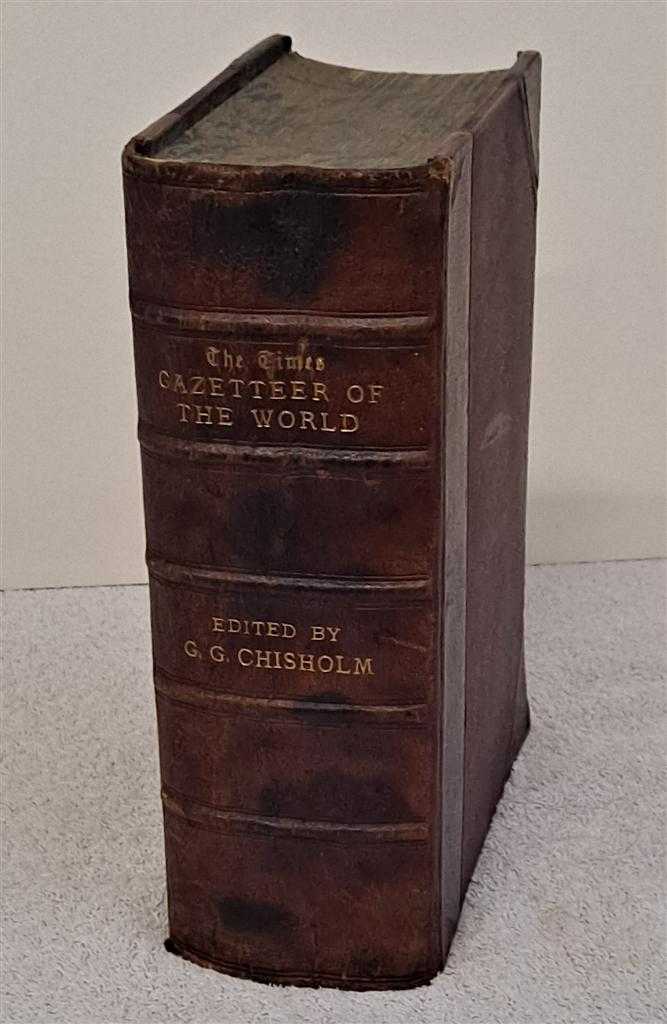 The Times
GAZETTEER OF
THE WORLD
EDITED BY
G. G. CHISHOLM